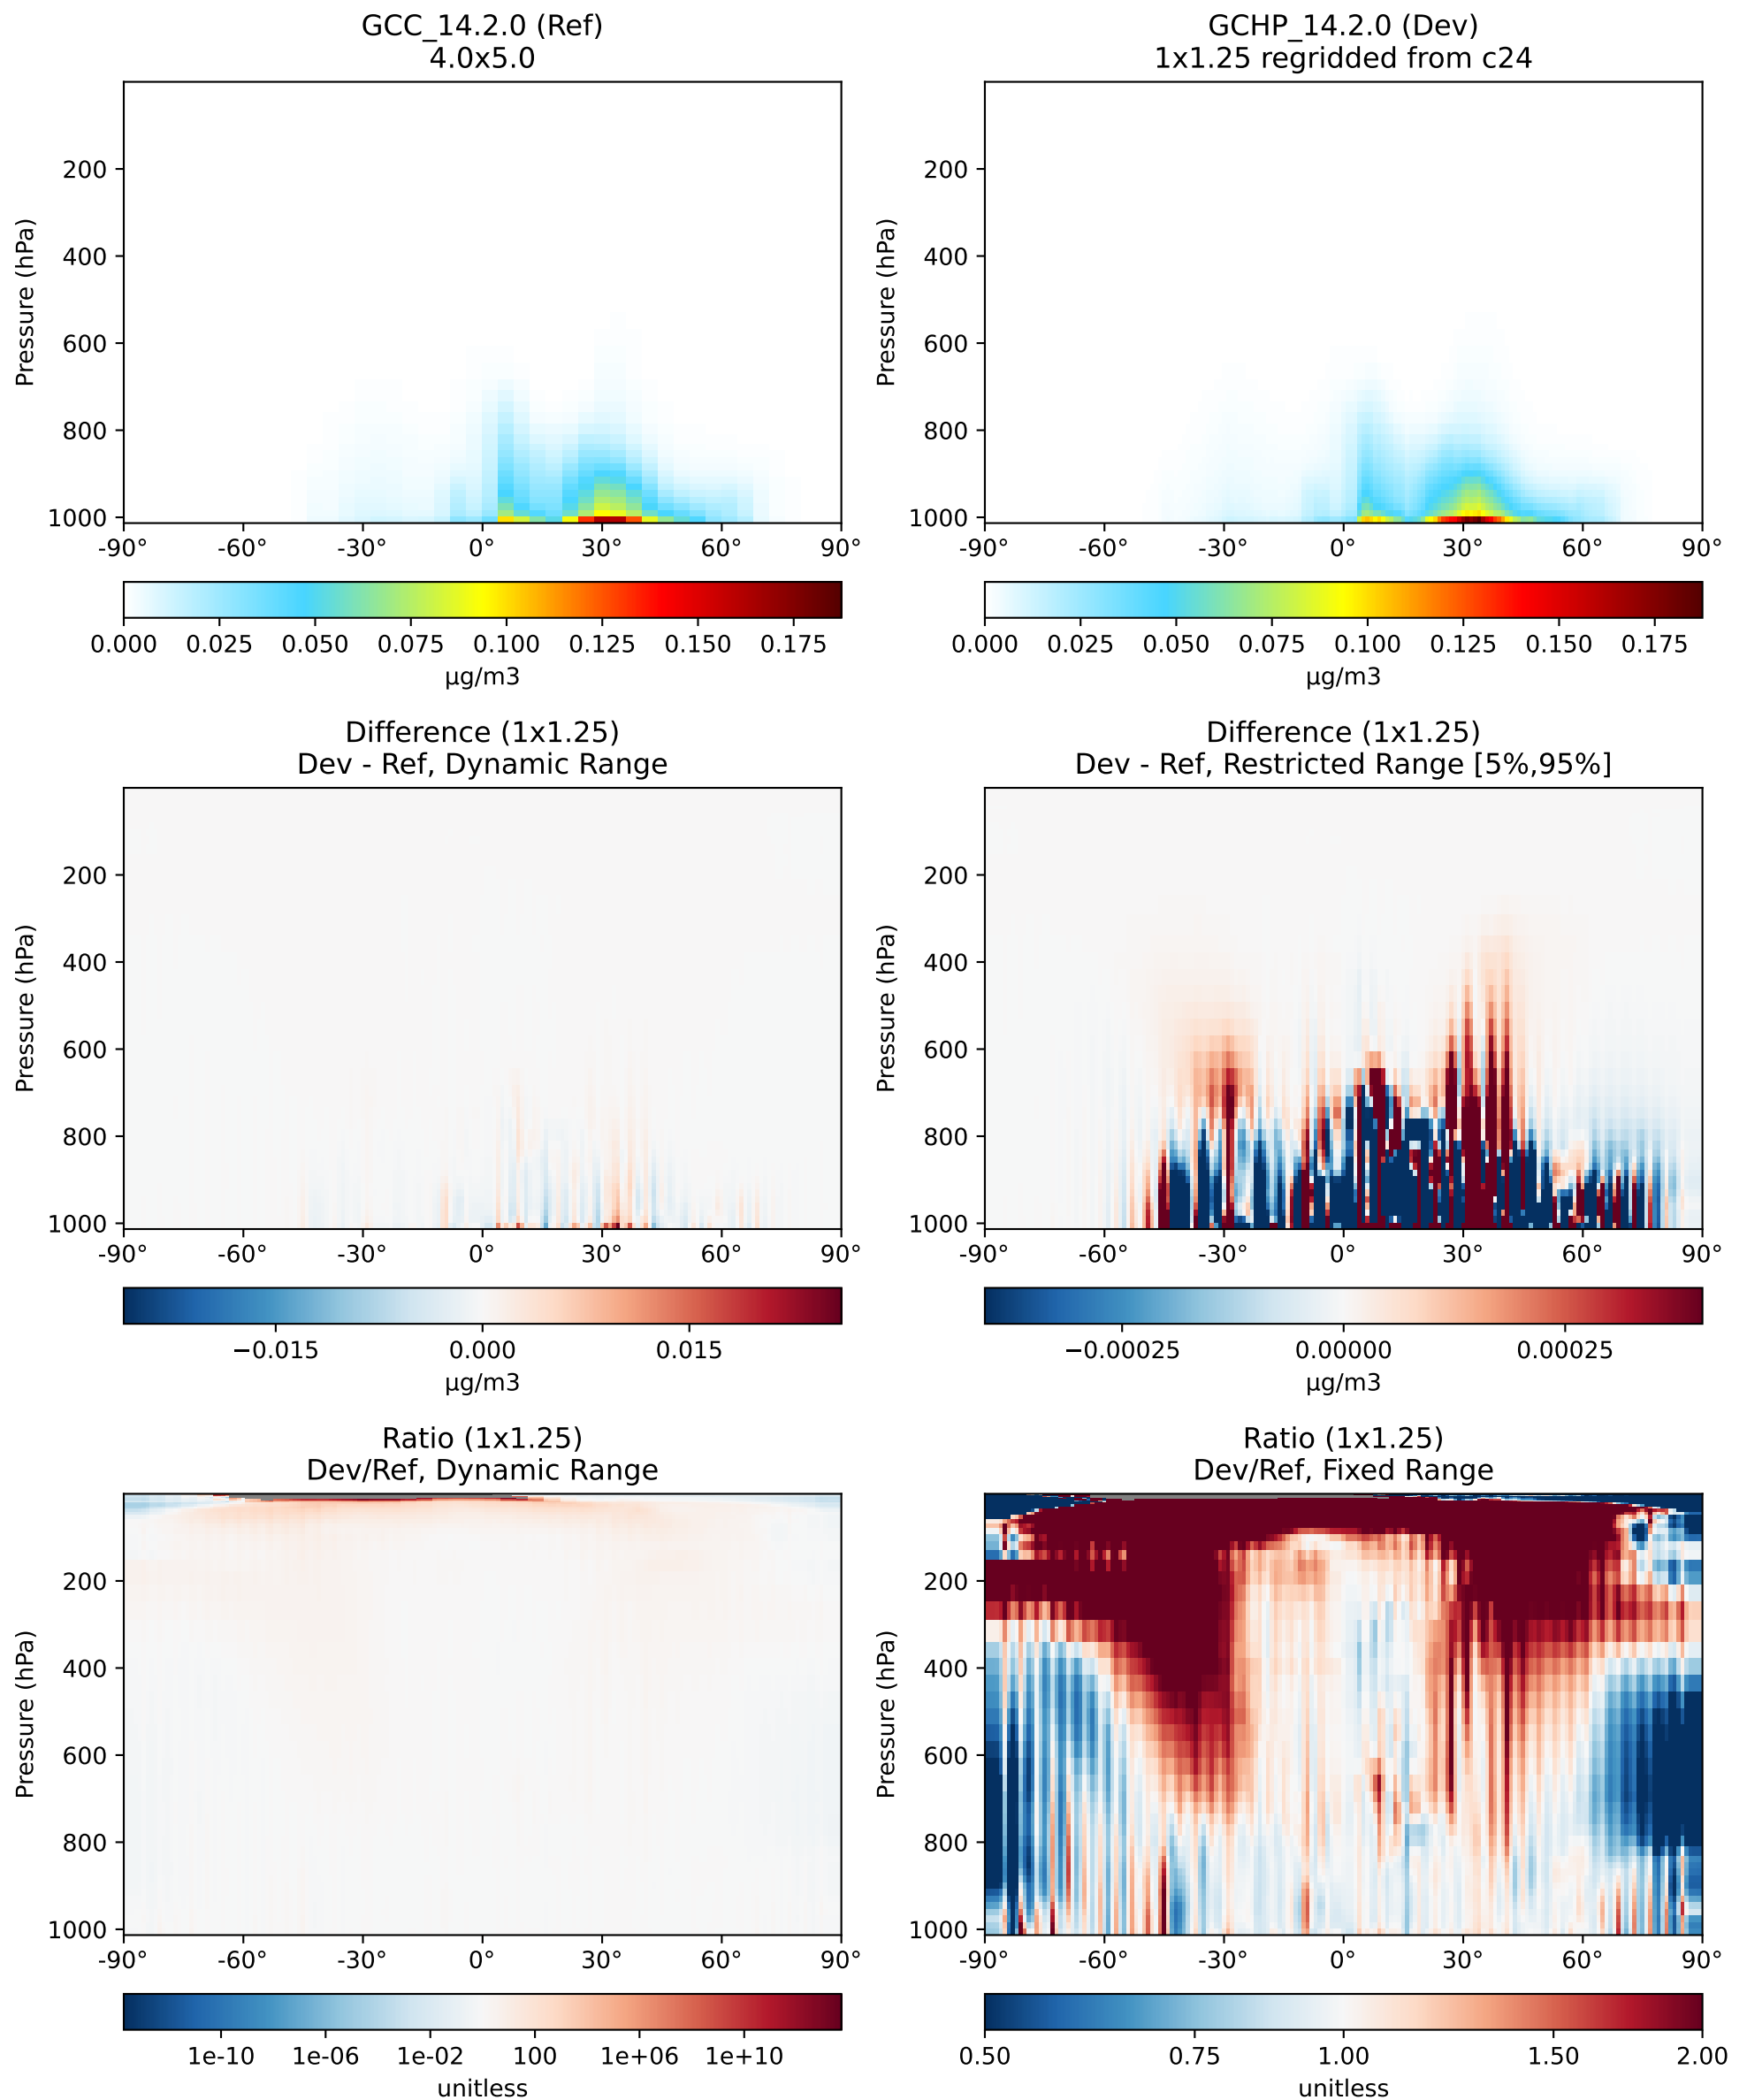 GCC_14.2.0 (Ref)
4.0x5.0
Pressure (hPa)
200
400
600
800
1000
-90° -60° -30° 0° 30° 60° 90°
0.000 0.025 0.050 0.075 0.100 0.125 0.150 0.175
µg/m3
GCHP_14.2.0 (Dev)
1x1.25 regridded from c24
Pressure (hPa)
200
400
600
800
1000
-90° -60° -30° 0° 30° 60° 90°
0.000 0.025 0.050 0.075 0.100 0.125 0.150 0.175
µg/m3
Difference (1x1.25)
Dev - Ref, Dynamic Range
Pressure (hPa)
200
400
600
800
1000
-90° -60° -30° 0° 30° 60° 90°
−0.015 0.000 0.015
µg/m3
Difference (1x1.25)
Dev - Ref, Restricted Range [5%,95%]
Pressure (hPa)
200
400
600
800
1000
-90° -60° -30° 0° 30° 60° 90°
−0.00025 0.00000 0.00025
µg/m3
Ratio (1x1.25)
Dev/Ref, Dynamic Range
Pressure (hPa)
200
400
600
800
1000
-90° -60° -30° 0° 30° 60° 90°
1e-10 1e-06 1e-02 100 1e+06 1e+10
unitless
Ratio (1x1.25)
Dev/Ref, Fixed Range
Pressure (hPa)
200
400
600
800
1000
-90° -60° -30° 0° 30° 60° 90°
0.50 0.75 1.00 1.50 2.00
unitless